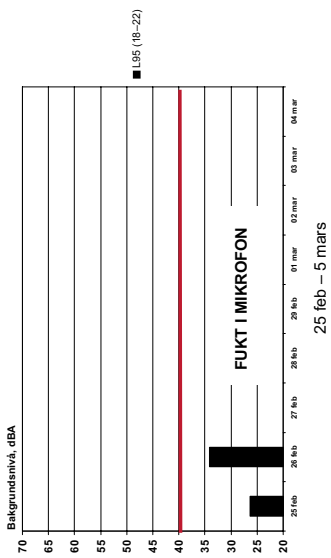 Bakgrundsnivå, dBA
70
65
60
55
50
45
40
35
30
25
20
FUKT I MIKROFON
25 feb
26 feb
27 feb
28 feb
29 feb
01 mar
02 mar
03 mar
04 mar
L95 (18–22)
25 feb – 5 mars